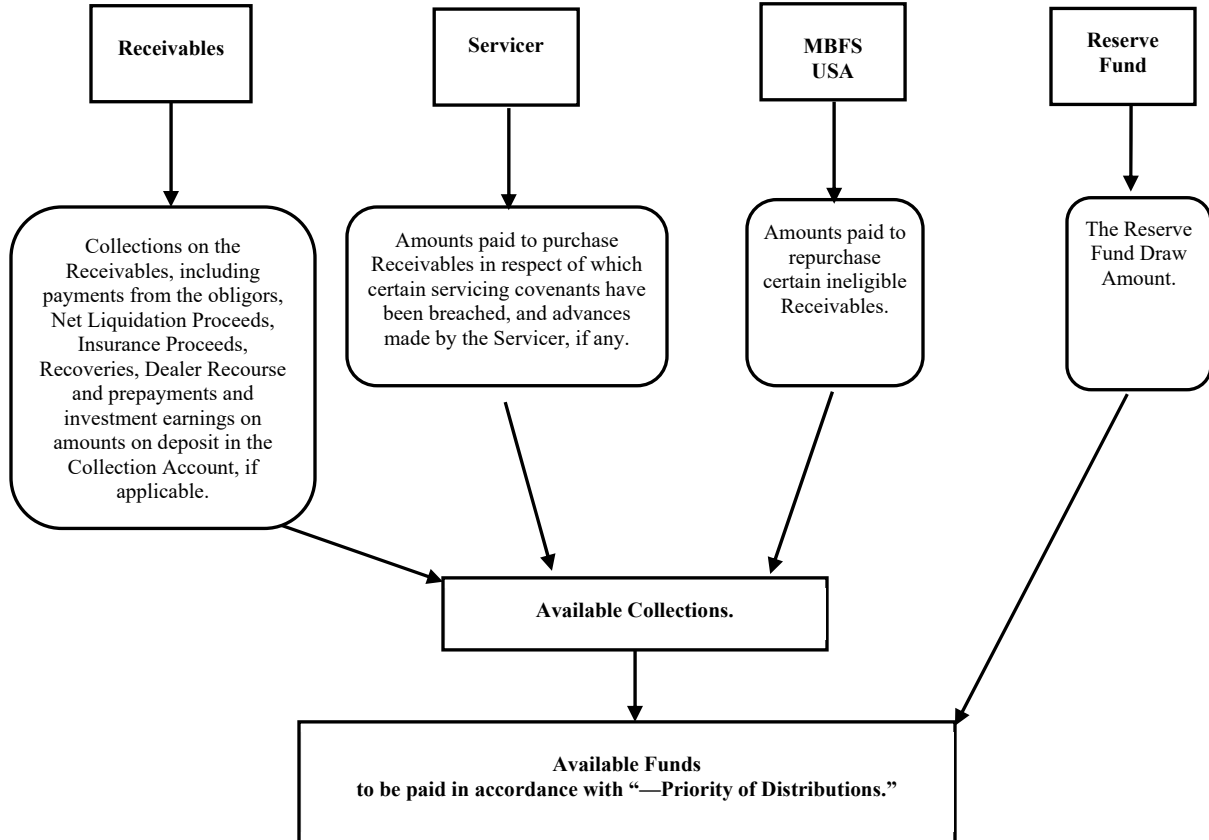 Receivables
Servicer
MBFS
USA
Reserve
Fund
Collections on the
Receivables, including
payments from the obligors,
Net Liquidation Proceeds,
Insurance Proceeds,
Recoveries, Dealer Recourse
and prepayments and
investment earnings on
amounts on deposit in the
Collection Account, if
applicable.
Amounts paid to purchase
Receivables in respect of which
certain servicing covenants have
been breached, and advances
made by the Servicer, if any.
Amounts paid to
repurchase
certain ineligible
Receivables.
The Reserve
Fund Draw
Amount.
Available Collections.
Available Funds
to be paid in accordance with “—Priority of Distributions.”